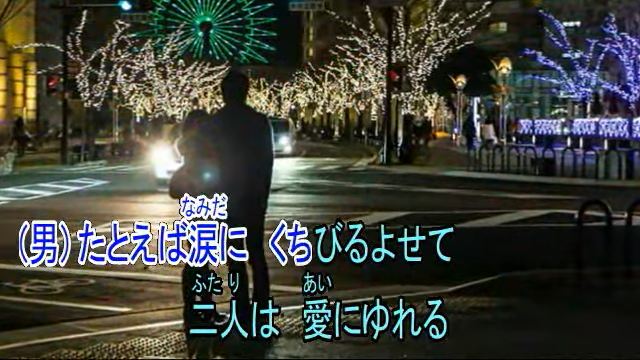 なみだ
(男)たとえば涙に くちびるよせて
ふたり あい
二人は 愛にゆれる